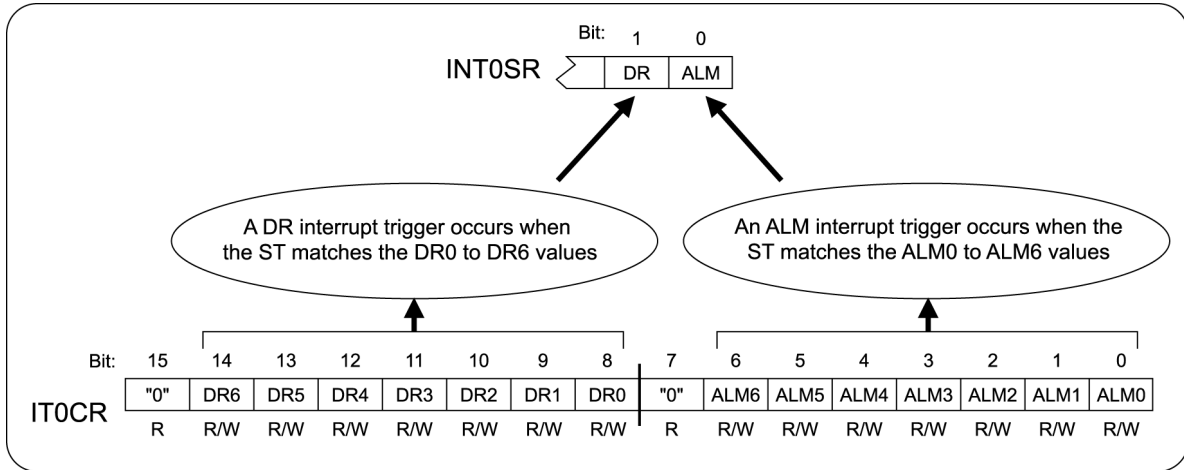 Bit: 1 0
INT0SR DR ALM
A DR interrupt trigger occurs when
the ST matches the DR0 to DR6 values
An ALM interrupt trigger occurs when the
ST matches the ALM0 to ALM6 values
Bit: 15 14 13 12 11 10 9 8 7 6 5 4 3 2 1 0
IT0CR "0" DR6 DR5 DR4 DR3 DR2 DR1 DR0 "0" ALM6 ALM5 ALM4 ALM3 ALM2 ALM1 ALM0
R R/W R/W R/W R/W R/W R/W R/W R R/W R/W R/W R/W R/W R/W R/W